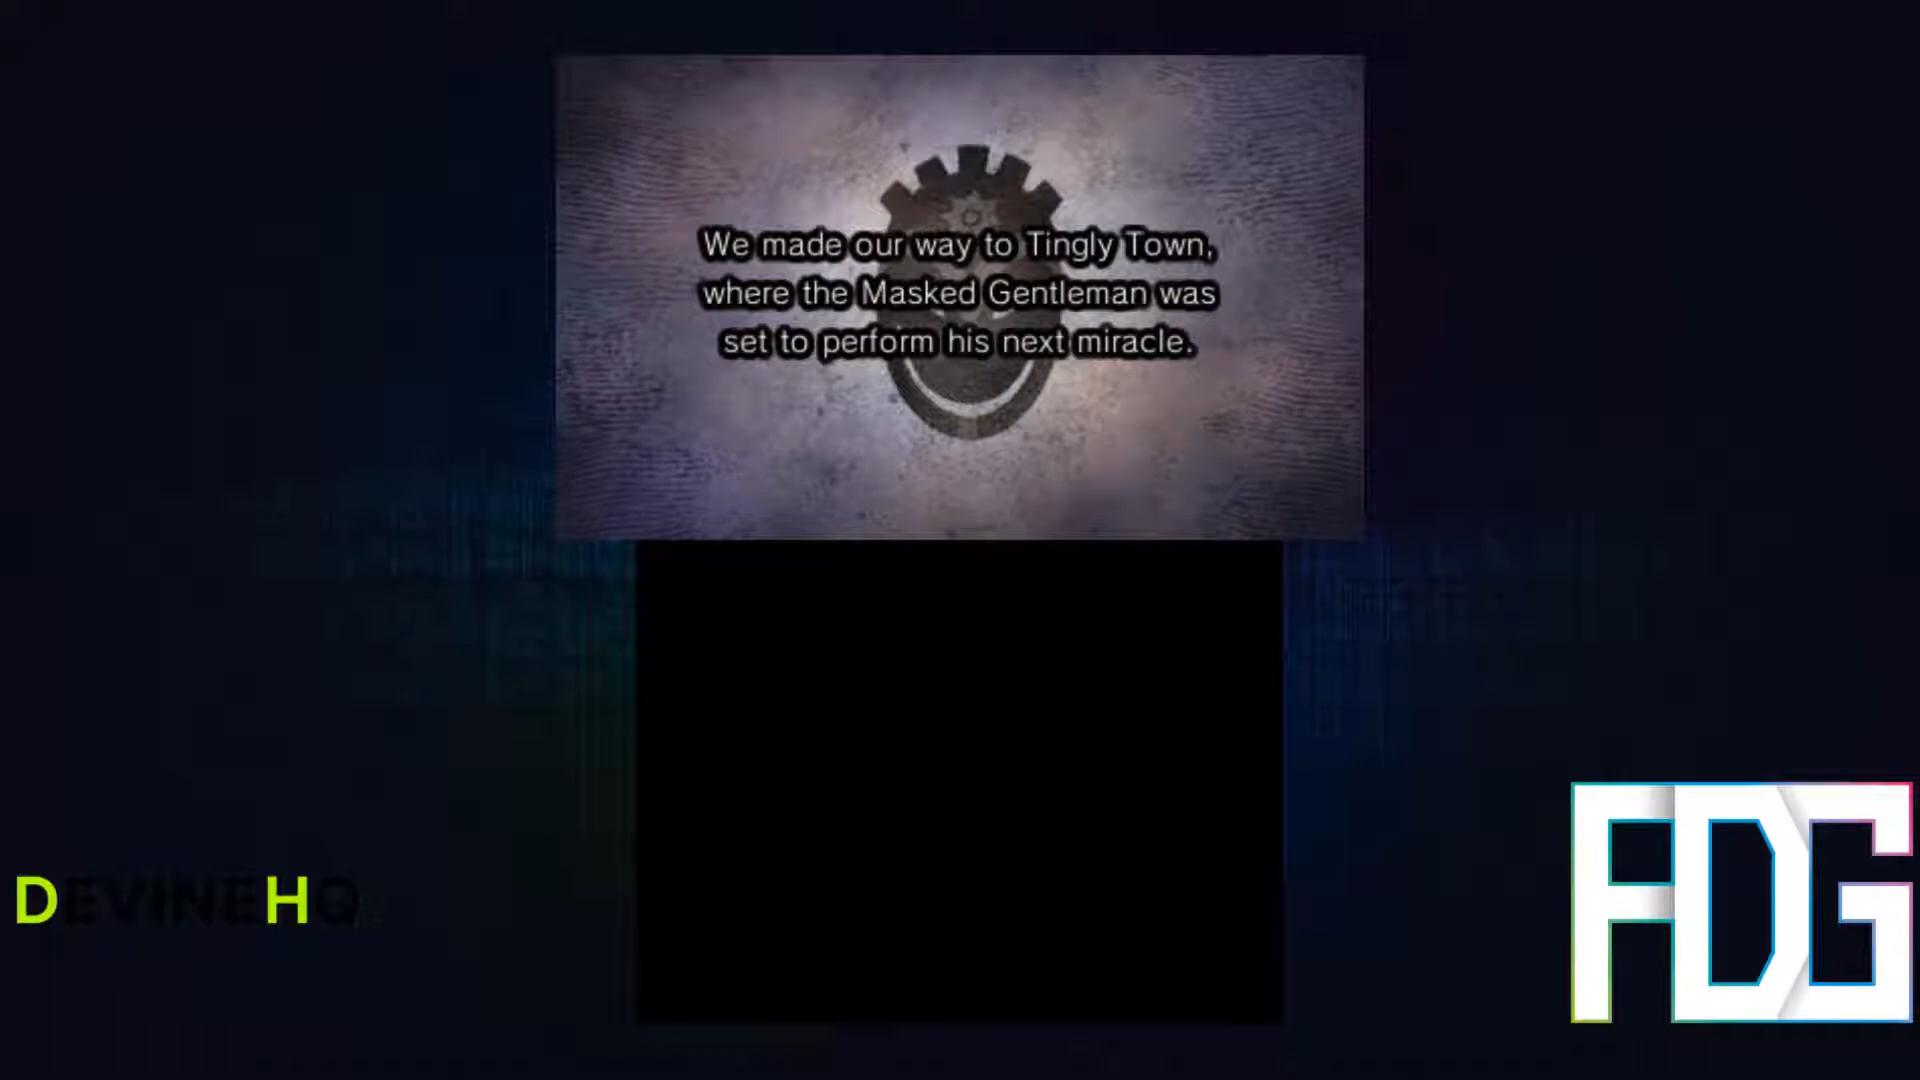 We made our way to Tingly Town,
where the Masked Gentleman was
set to perform his next miracle.
DEVINEHQ
FDG